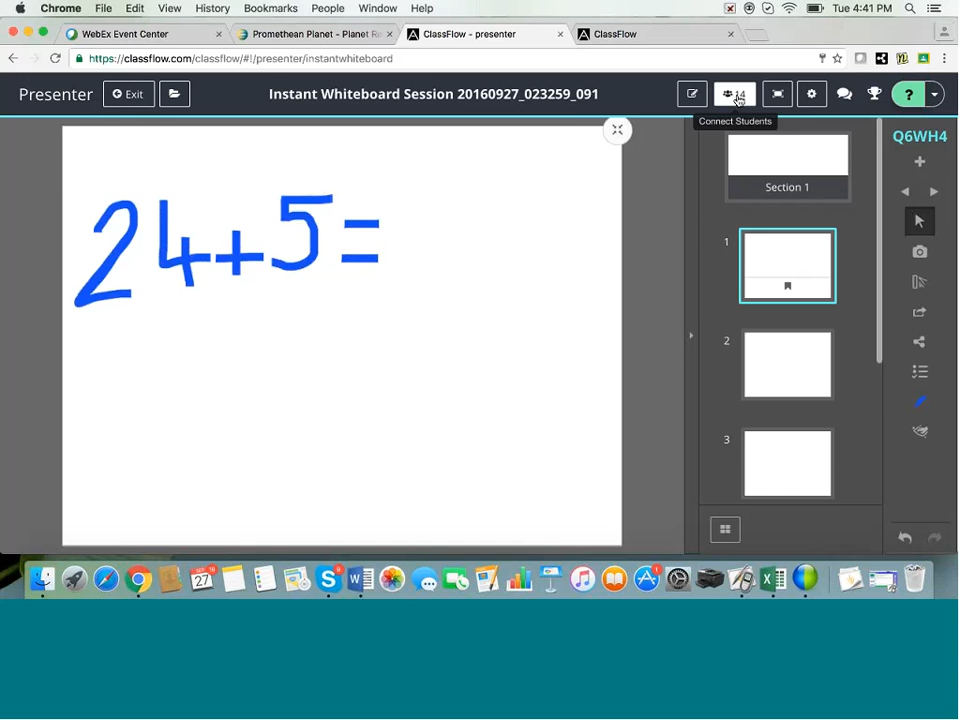 Chrome File Edit View History Bookmarks People Window Help Tue 4:41 PM
WebEx Event Center × Promethean Planet - Planet Re × ClassFlow - presenter × ClassFlow ×
https://classflow.com/classflow/#!/presenter/instantwhiteboard
Presenter Exit Instant Whiteboard Session 20160927_023259_091 14 ?
Connect Students
Q6WH4
Section 1
24+5=
1
2
3
SEP
27